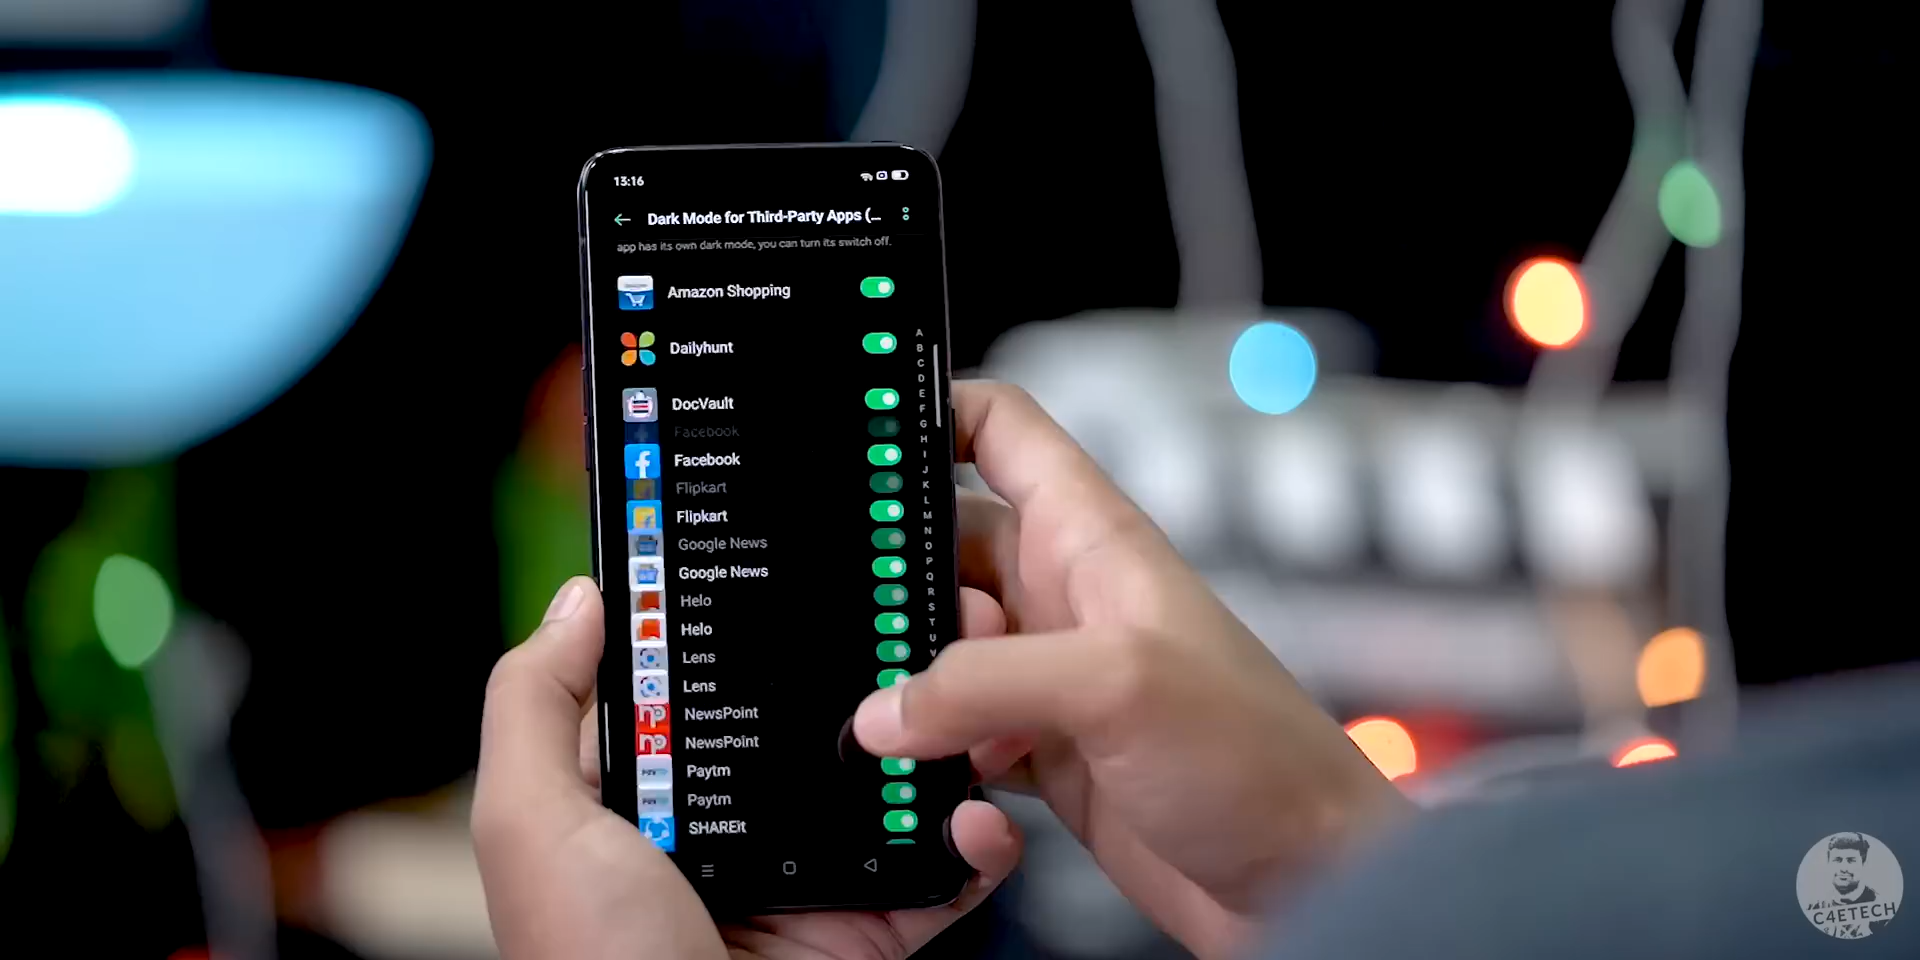 13:16
Dark Mode for Third-Party Apps (...
app has its own dark mode, you can turn its switch off.
Amazon Shopping
Dailyhunt
DocVault
Facebook
Facebook
Flipkart
Flipkart
Google News
Google News
Helo
Helo
Lens
Lens
NewsPoint
NewsPoint
Paytm
Paytm
SHAREit
A
B
C
D
E
F
G
H
I
J
K
L
M
N
O
P
Q
R
S
T
U
V
C4ETECH